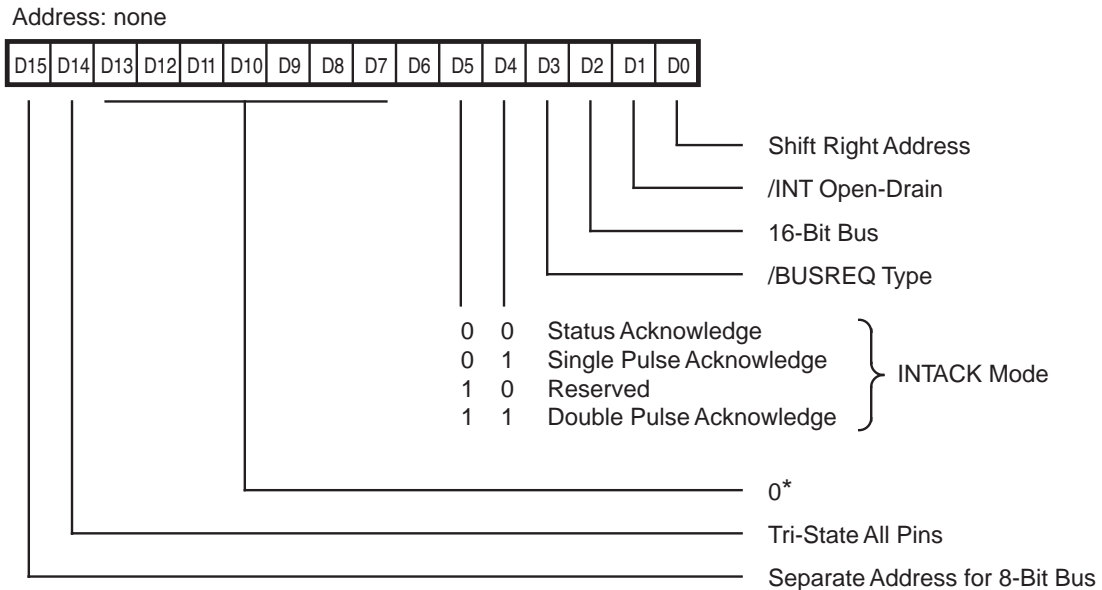 Address: none
D15 D14 D13 D12 D11 D10 D9 D8 D7 D6 D5 D4 D3 D2 D1 D0
Shift Right Address
/INT Open-Drain
16-Bit Bus
/BUSREQ Type
0 0 Status Acknowledge
0 1 Single Pulse Acknowledge
1 0 Reserved
1 1 Double Pulse Acknowledge
INTACK Mode
0*
Tri-State All Pins
Separate Address for 8-Bit Bus